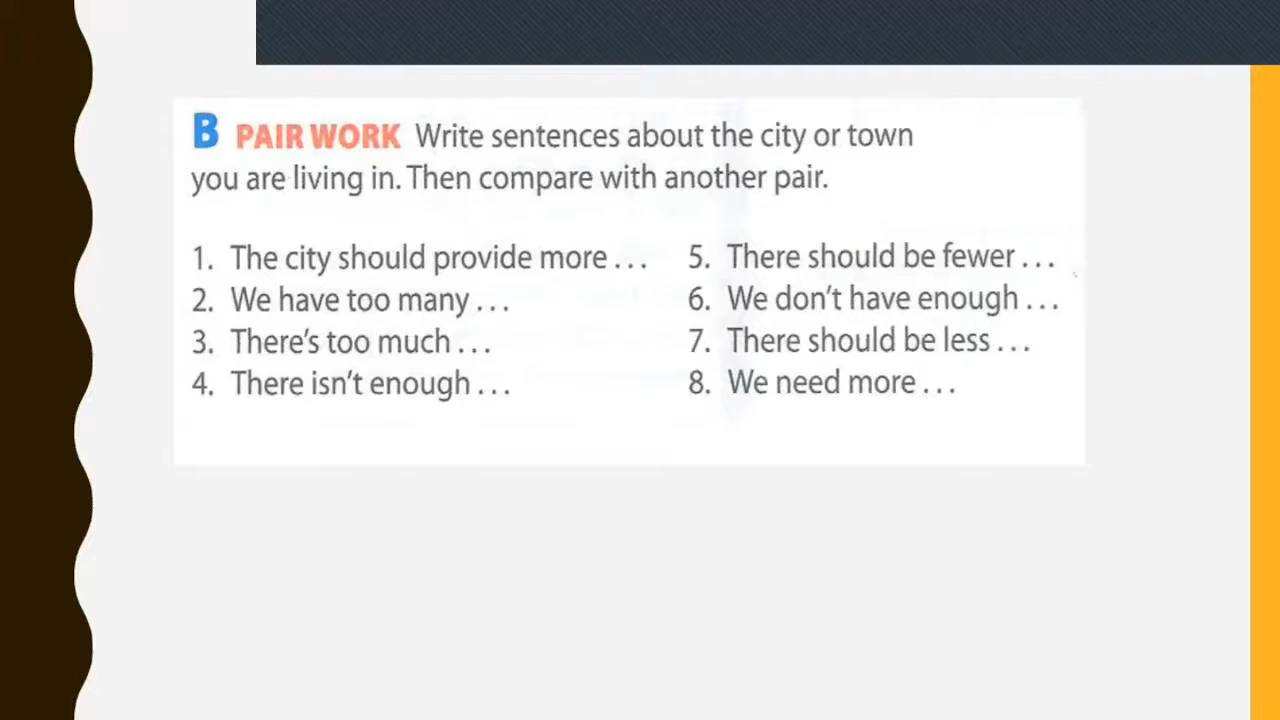 B PAIR WORK Write sentences about the city or town
you are living in. Then compare with another pair.
1. The city should provide more . . .
2. We have too many . . .
3. There's too much . . .
4. There isn't enough . . .
5. There should be fewer . . .
6. We don't have enough . . .
7. There should be less . . .
8. We need more . . .